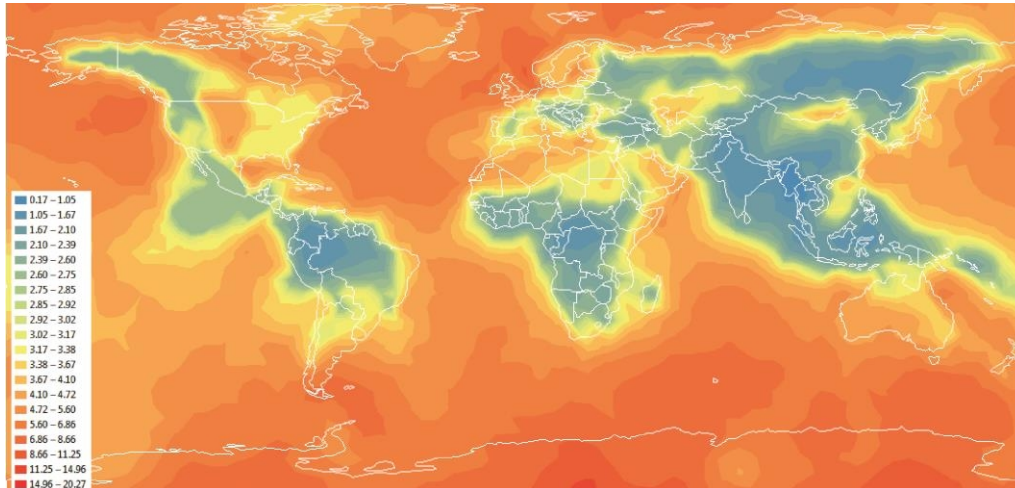 0.17 – 1.05
1.05 – 1.67
1.67 – 2.10
2.10 – 2.39
2.39 – 2.60
2.60 – 2.75
2.75 – 2.85
2.85 – 2.92
2.92 – 3.02
3.02 – 3.17
3.17 – 3.38
3.38 – 3.67
3.67 – 4.10
4.10 – 4.72
4.72 – 5.60
5.60 – 6.86
6.86 – 8.66
8.66 – 11.25
11.25 – 14.96
14.96 – 20.27